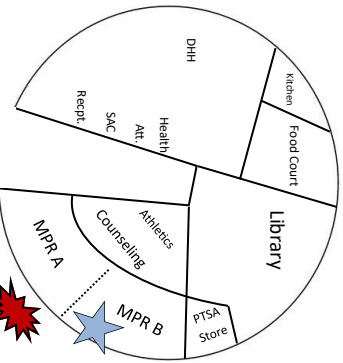 DHH
Kitchen
Food Court
Recpt.
SAC
Att.
Health
Library
Athletics
Counseling
MPR A
MPR B
PTSA
Store